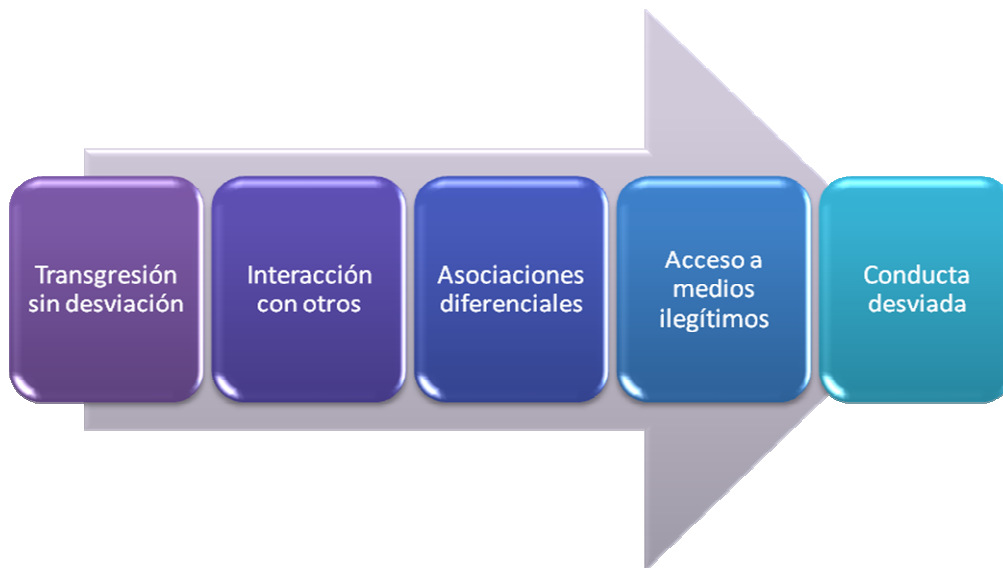 Transgresión
sin desviación
Interacción
con otros
Asociaciones
diferenciales
Acceso a
medios
ilegítimos
Conducta
desviada